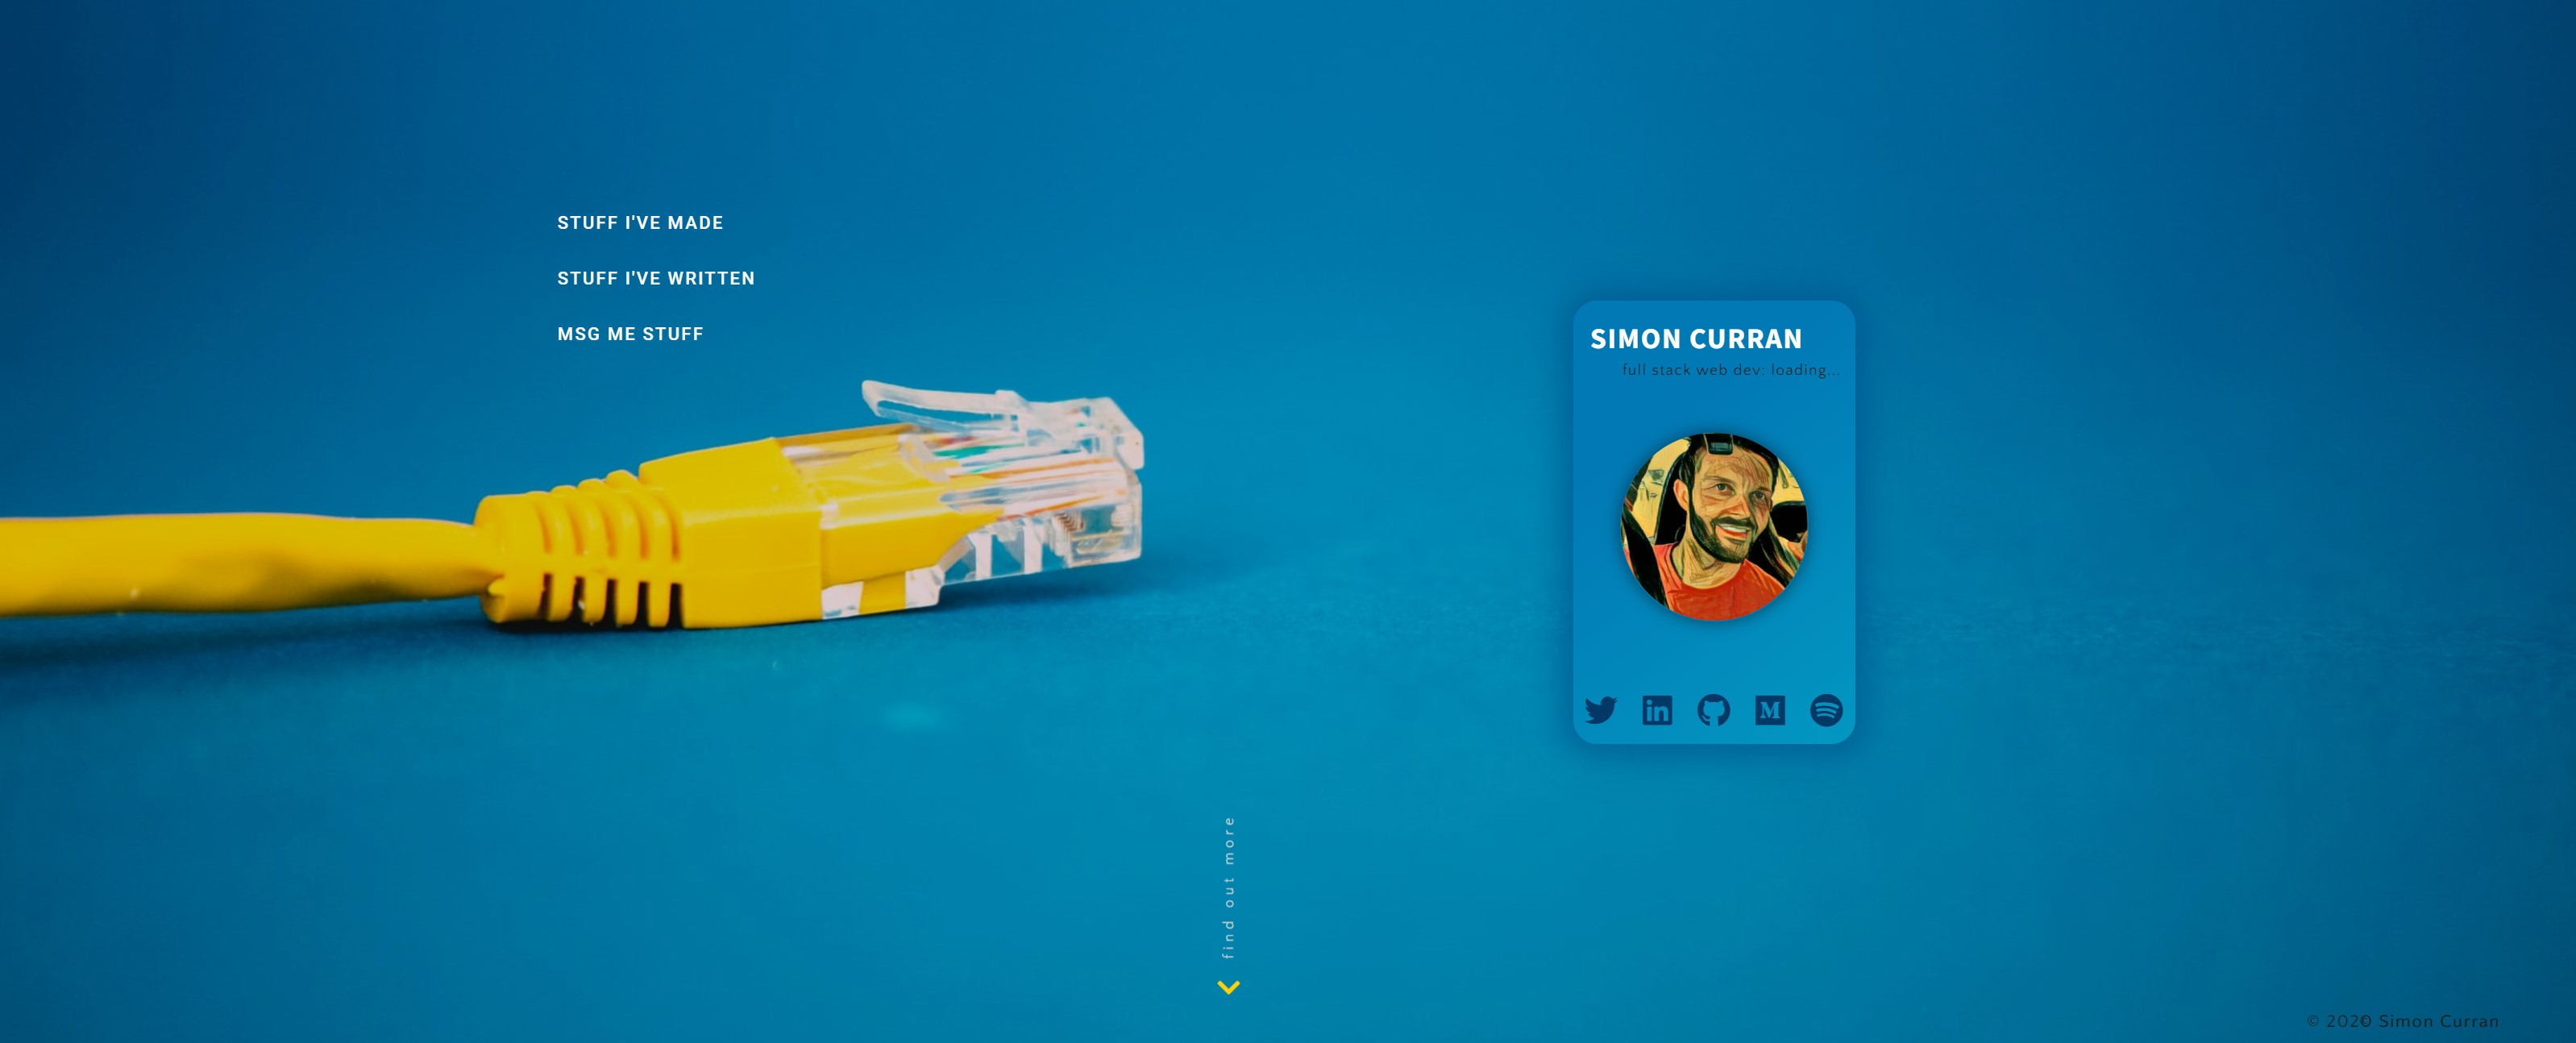 STUFF I'VE MADE
STUFF I'VE WRITTEN
MSG ME STUFF
SIMON CURRAN
full stack web dev: loading...
find out more
© 2020 Simon Curran